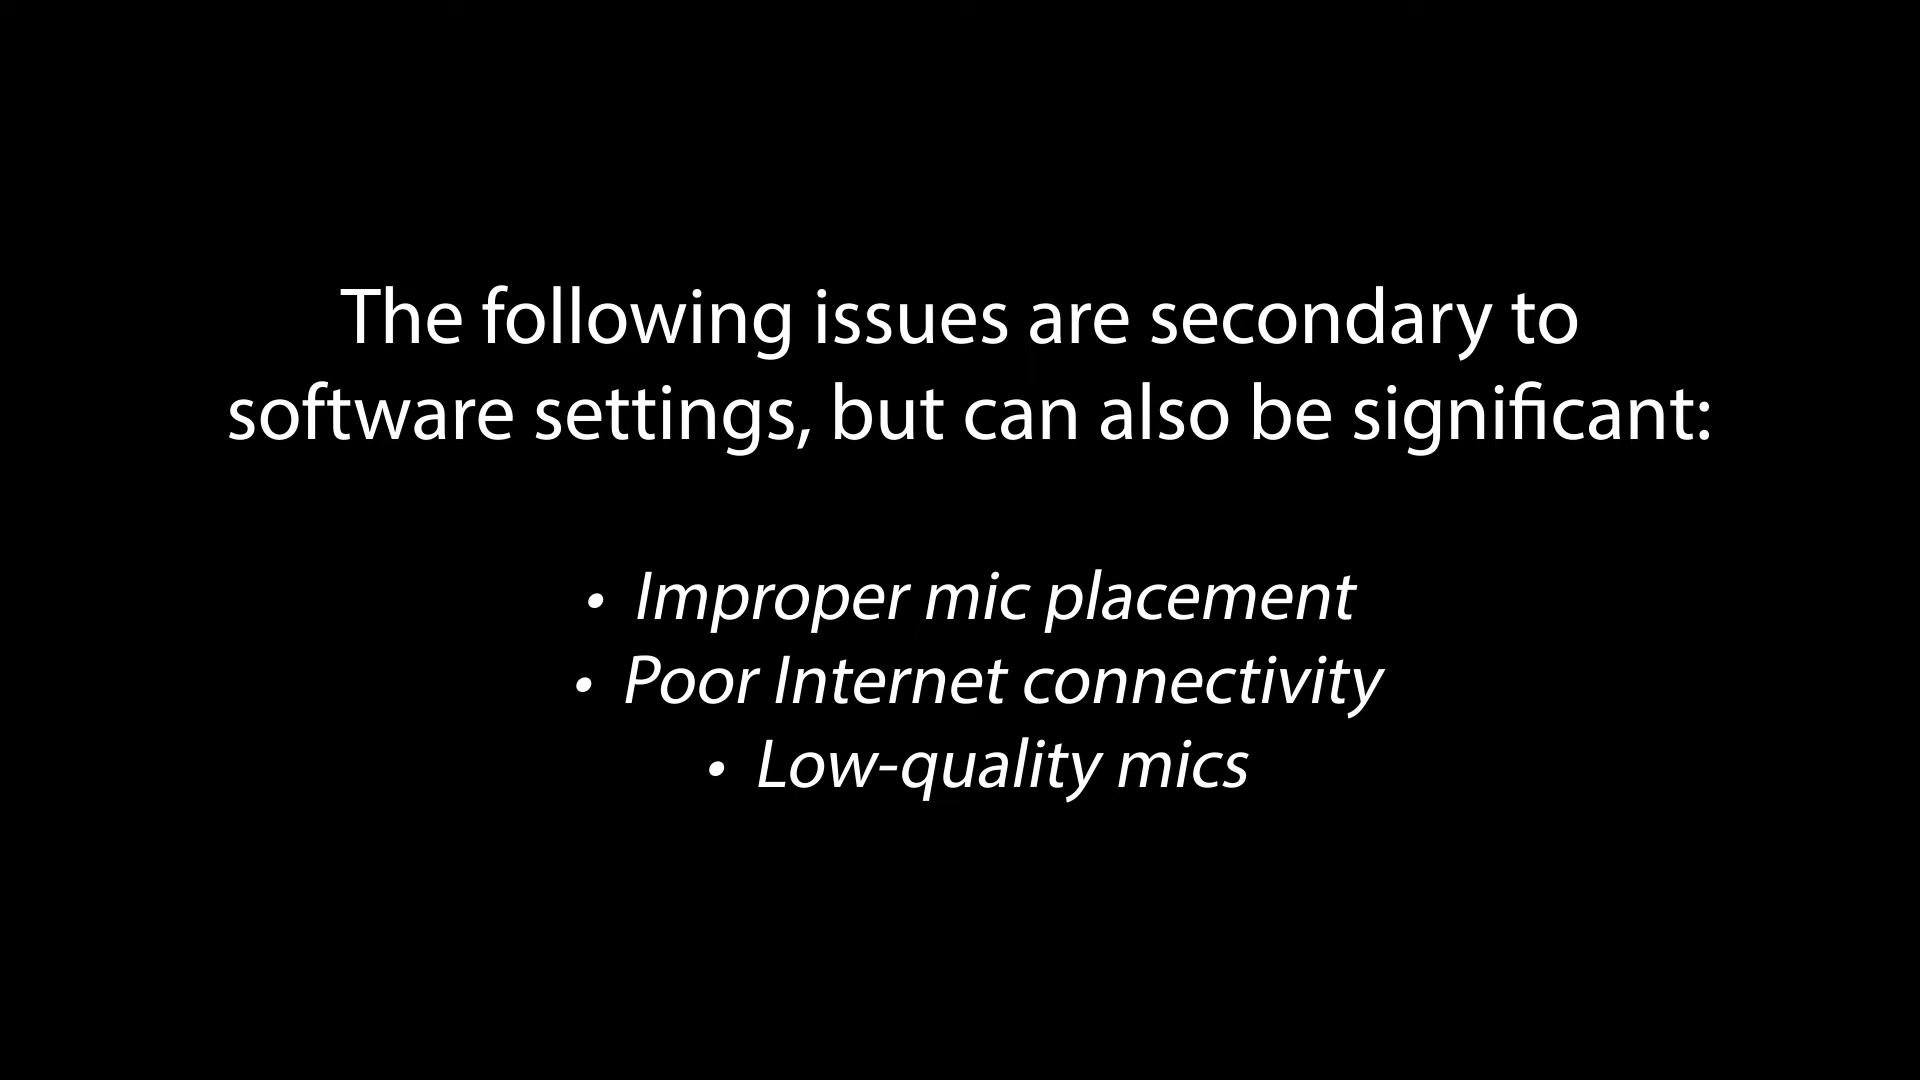 The following issues are secondary to
software settings, but can also be significant:
• Improper mic placement
• Poor Internet connectivity
• Low-quality mics